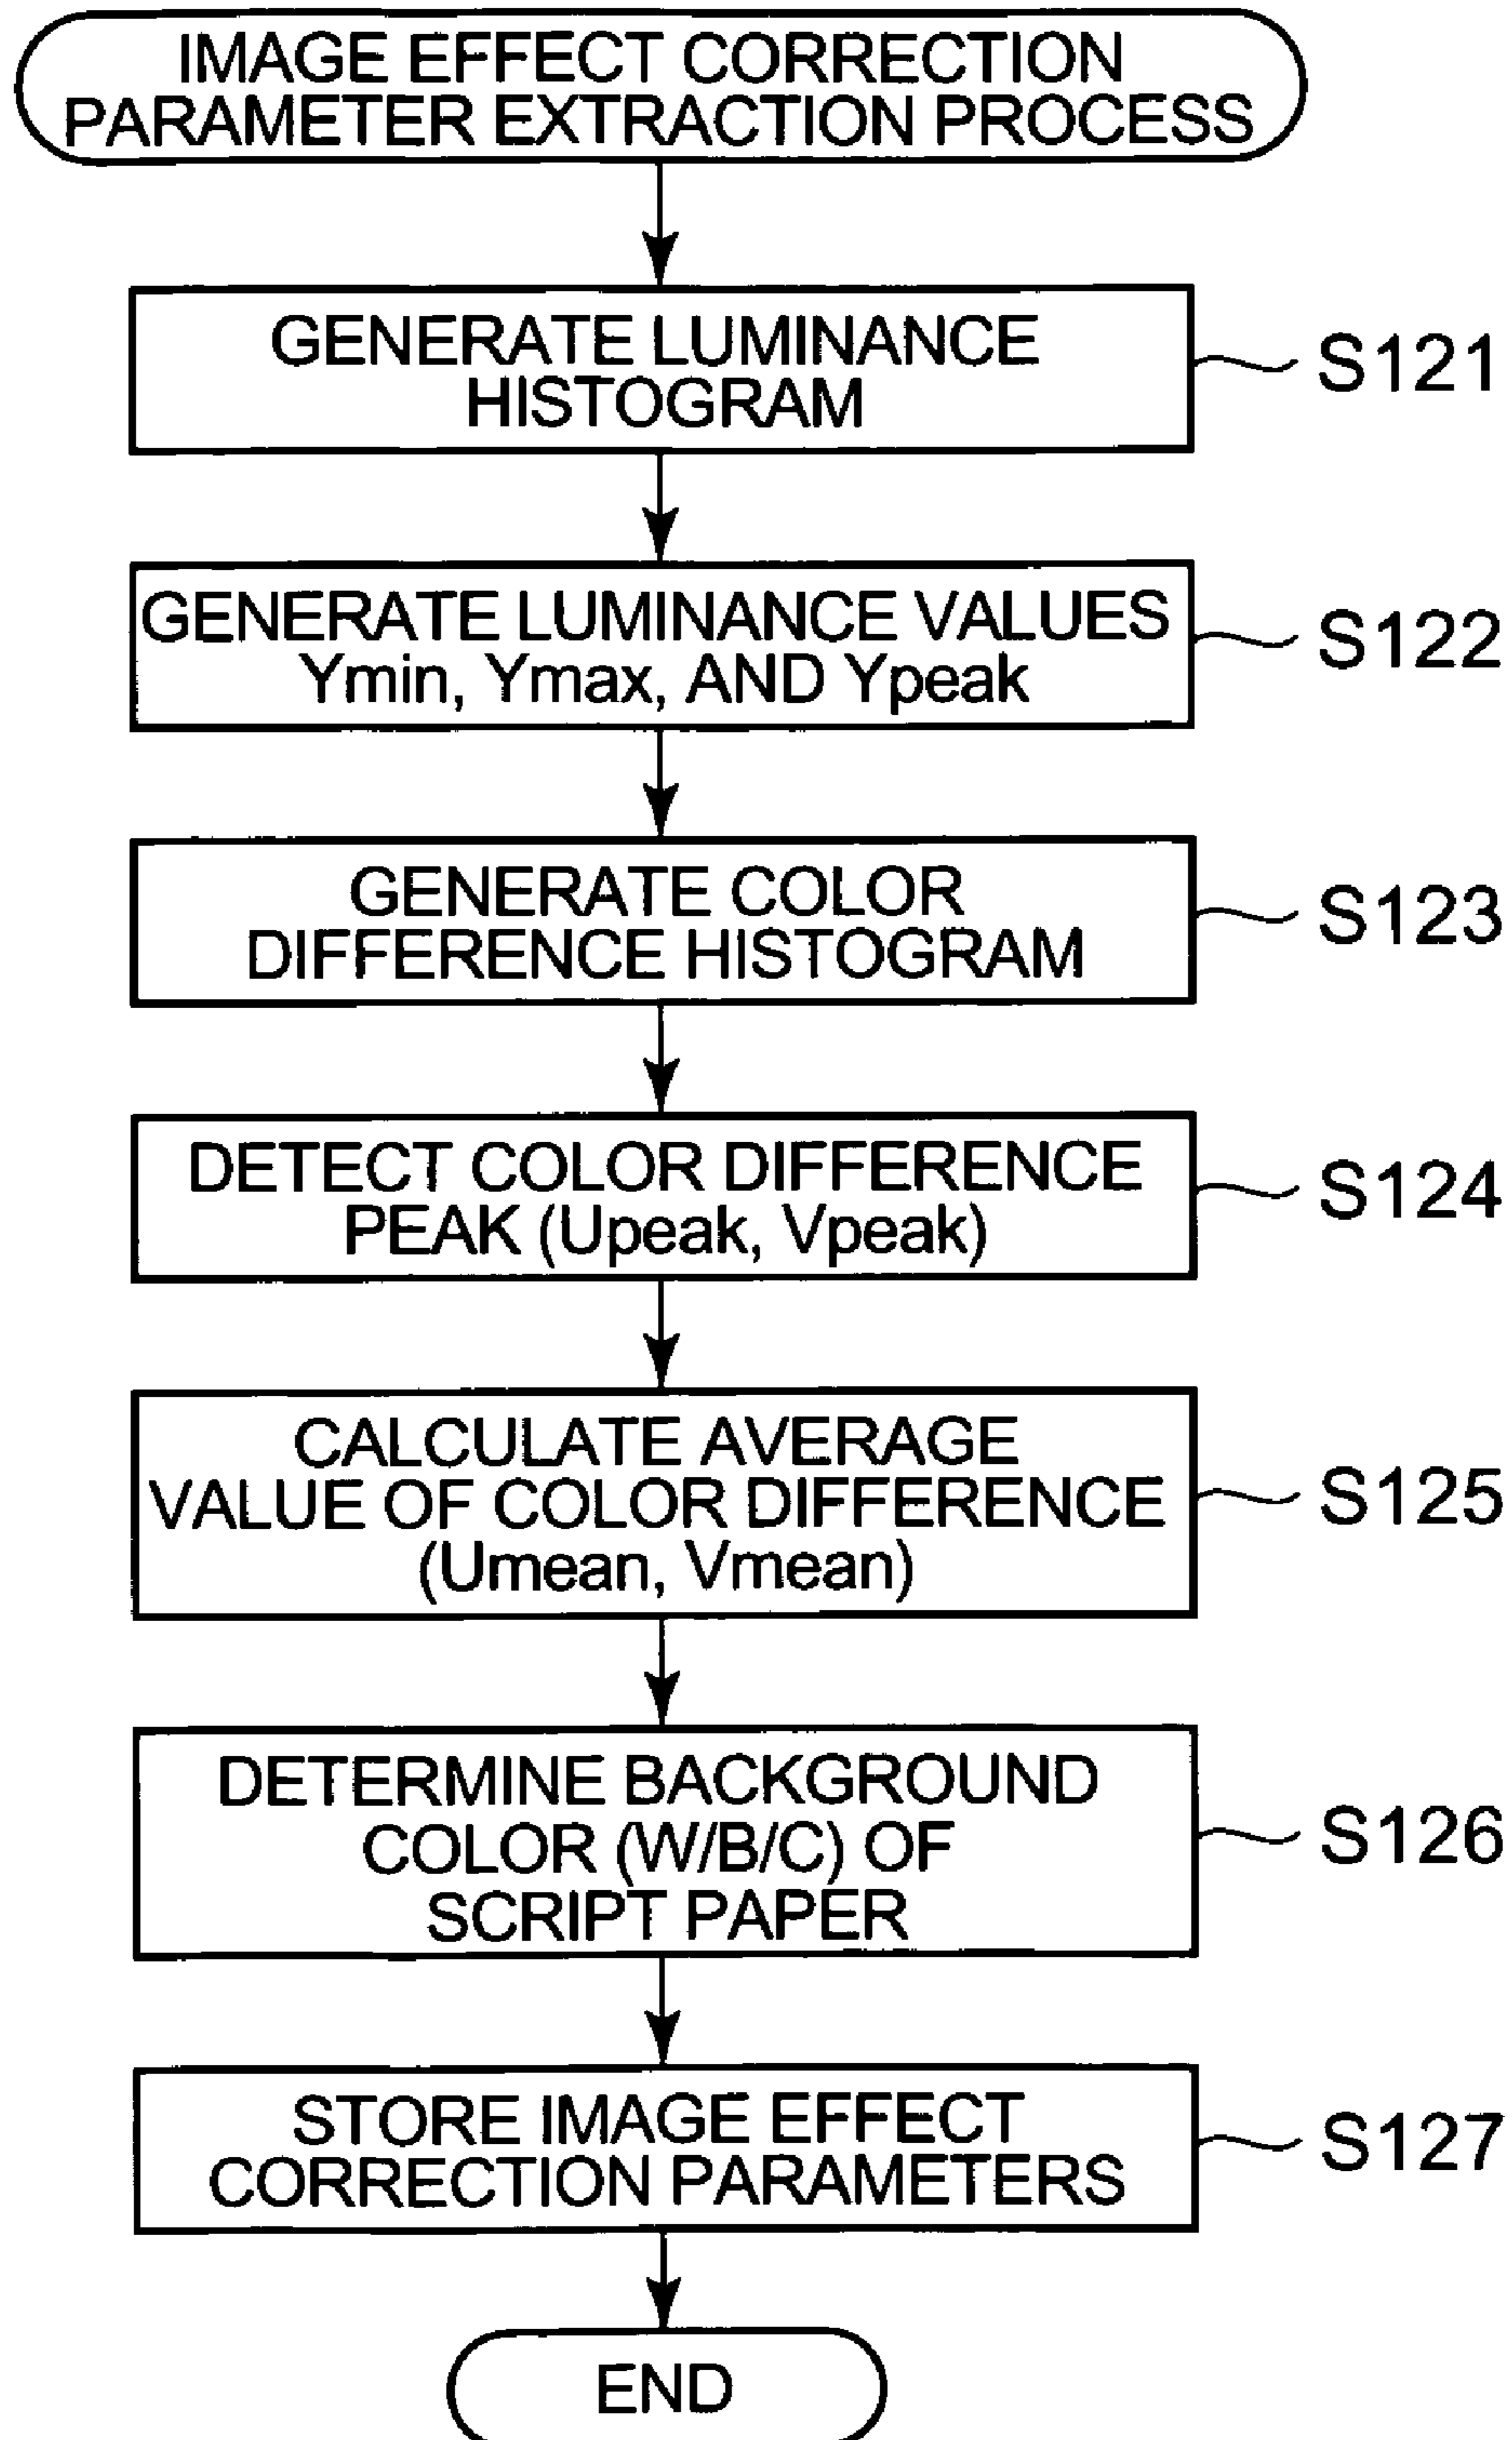 IMAGE EFFECT CORRECTION
PARAMETER EXTRACTION PROCESS
GENERATE LUMINANCE
HISTOGRAM
S121
GENERATE LUMINANCE VALUES
Ymin, Ymax, AND Ypeak
S122
GENERATE COLOR
DIFFERENCE HISTOGRAM
S123
DETECT COLOR DIFFERENCE
PEAK (Upeak, Vpeak)
S124
CALCULATE AVERAGE
VALUE OF COLOR DIFFERENCE
(Umean, Vmean)
S125
DETERMINE BACKGROUND
COLOR (W/B/C) OF
SCRIPT PAPER
S126
STORE IMAGE EFFECT
CORRECTION PARAMETERS
S127
END